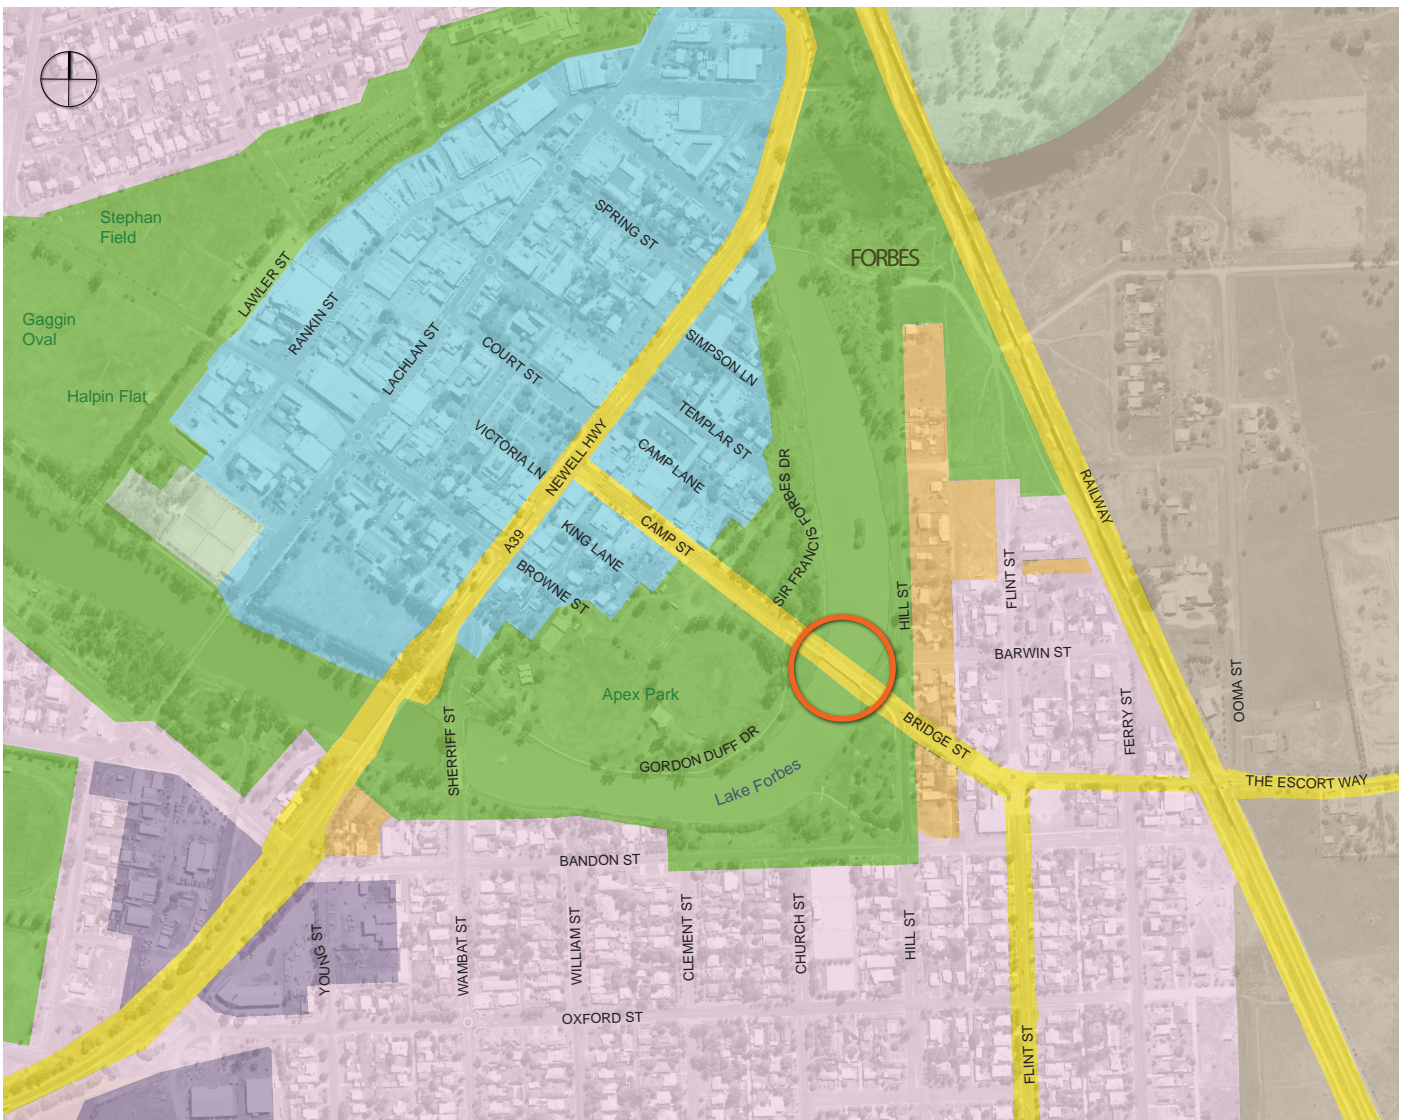 Stephan
Field
SPRING ST
FORBES
LAWLER ST
Gaggin
Oval
RANKIN ST
LACHLAN ST
COURT ST
SIMPSON LN
Halpin Flat
TEMPLAR ST
VICTORIA LN
NEWELL HWY
CAMP LANE
SIR FRANCIS FORBES DR
RAILWAY
A39
KING LANE
CAMP ST
BROWNE ST
HILL ST
FLINT ST
BARWIN ST
OOMA ST
Apex Park
SHERRIFF ST
GORDON DUFF DR
BRIDGE ST
FERRY ST
Lake Forbes
THE ESCORT WAY
BANDON ST
YOUNG ST
WAMBAT ST
WILLIAM ST
CLEMENT ST
CHURCH ST
HILL ST
OXFORD ST
FLINT ST